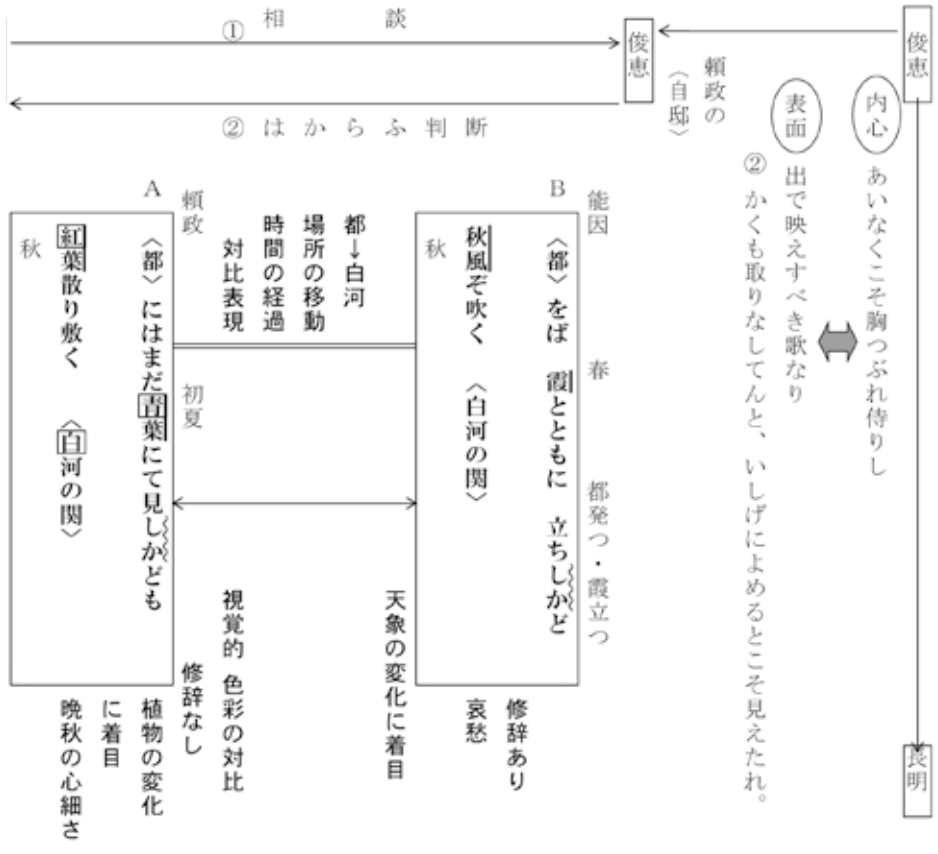 俊恵
長明
内心 あいなくこそ胸つぶれ侍りし
表面 出で映えすべき歌なり
② かくも取りなしてんと、いしげによめるとこそ見えたれ。
頼政の
〈自邸〉
俊恵
①相談
②はからふ判断
能因 春 都発つ・霞立つ
B 〈都〉をば 霞とともに 立ちしかど
秋風ぞ吹く 〈白河の関〉
秋
修辞あり
哀愁
天象の変化に着目
都→白河
場所の移動
時間の経過
対比表現
視覚的 色彩の対比
頼政 初夏 修辞なし
A 〈都〉にはまだ青葉にて見しかども
紅葉散り敷く 〈白河の関〉
秋
植物の変化
に着目
晩秋の心細さ